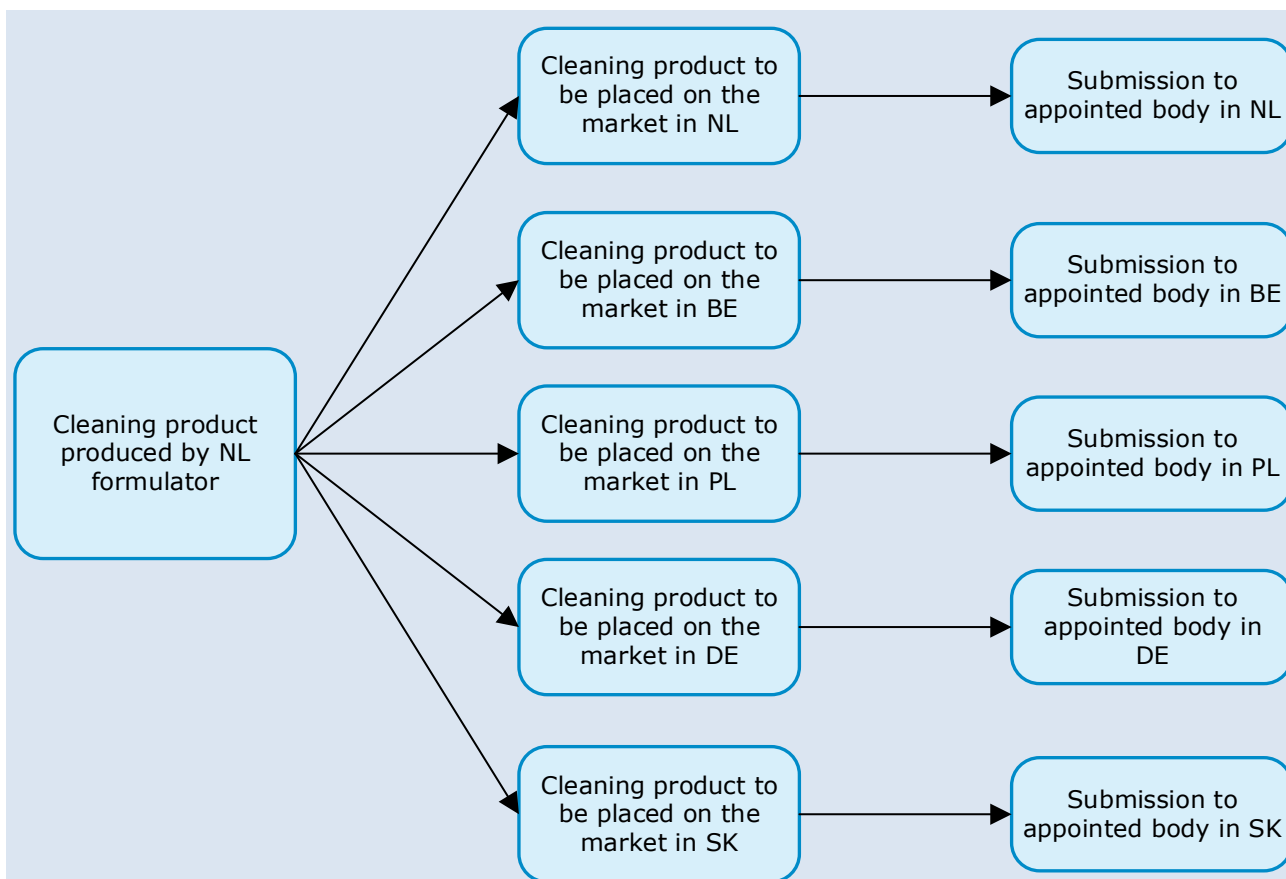 Cleaning product
produced by NL
formulator
Cleaning product to
be placed on the
market in NL
Submission to
appointed body in NL
Cleaning product to
be placed on the
market in BE
Submission to
appointed body in BE
Cleaning product to
be placed on the
market in PL
Submission to
appointed body in PL
Cleaning product to
be placed on the
market in DE
Submission to
appointed body in
DE
Cleaning product to
be placed on the
market in SK
Submission to
appointed body in SK